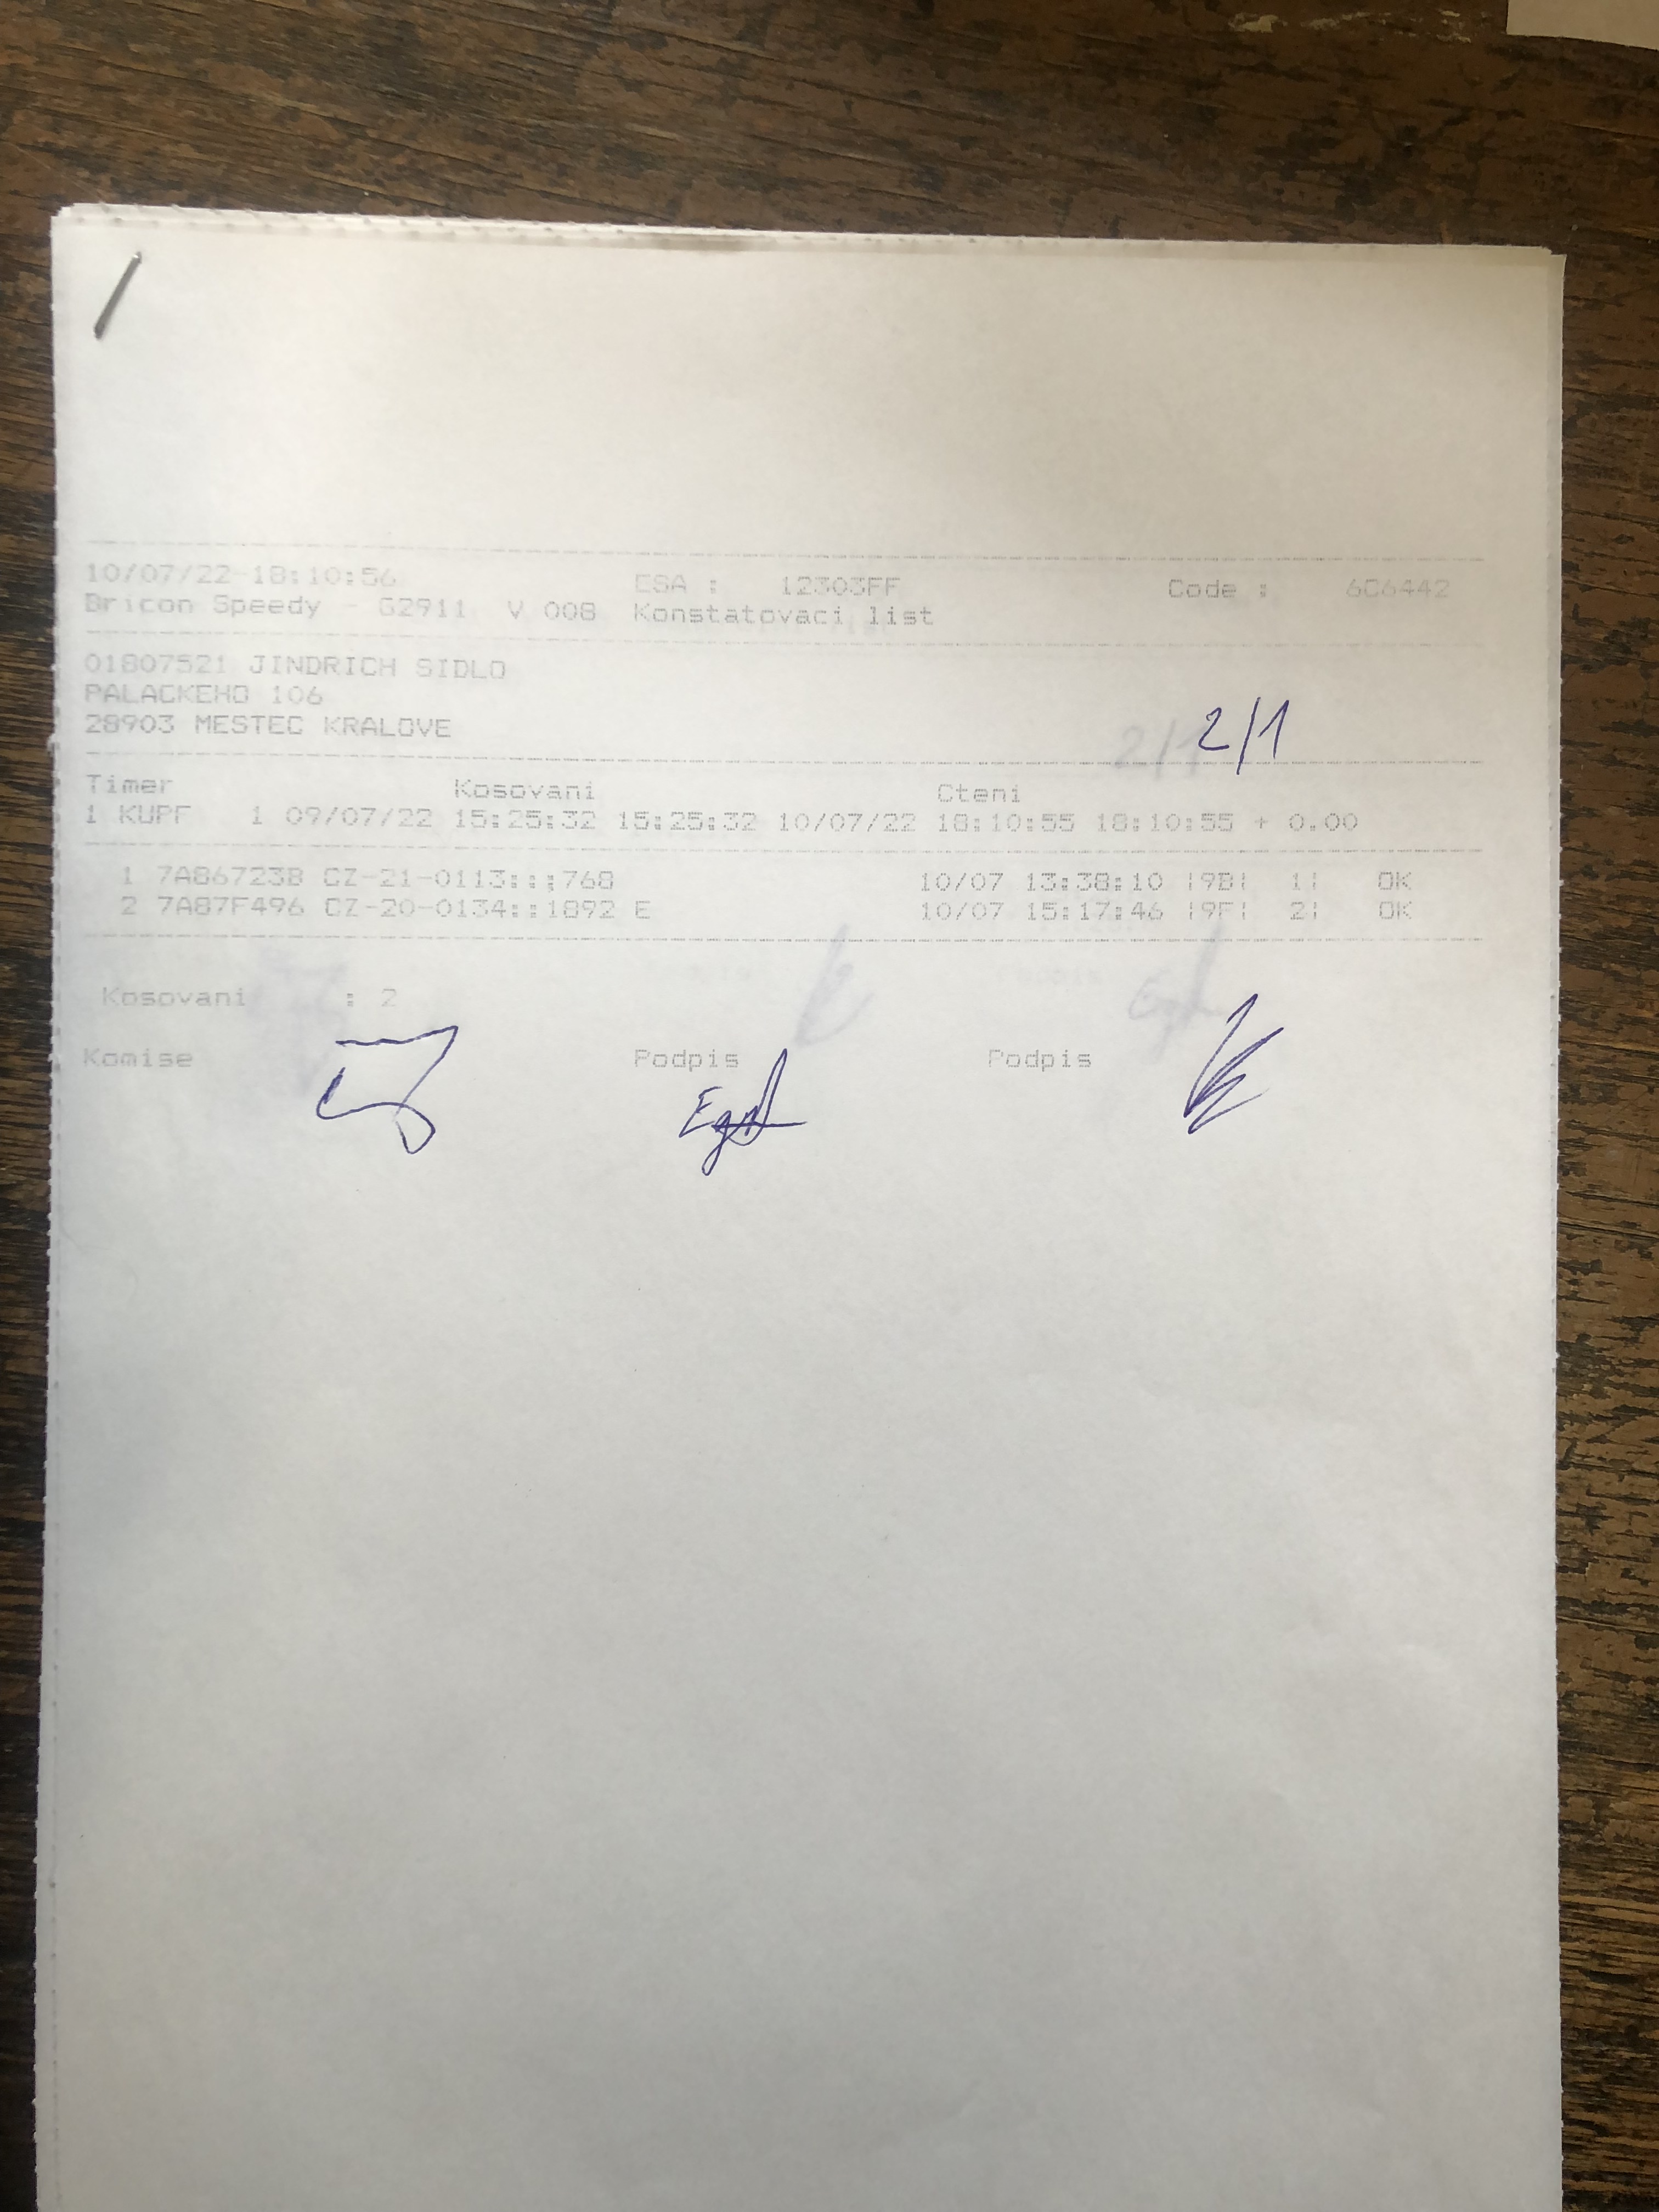 10/07/22-18:10:56 ESA : 12303FF Code : 6C6442
Bricon Speedy - G2911 V 008 Konstatovaci list
01807521 JINDRICH SIDLO
PALACKEHO 106
28903 MESTEC KRALOVE
2/1
Timer Kosovani Cteni
1 KUPF 1 09/07/22 15:25:32 15:25:32 10/07/22 18:10:55 18:10:55 + 0.00
1 7A86723B CZ-21-0113:::768 10/07 13:38:10 |9B| 1| OK
2 7A87F496 CZ-20-0134::1892 E 10/07 15:17:46 |9F| 2| OK
Kosovani : 2
Komise Podpis Podpis